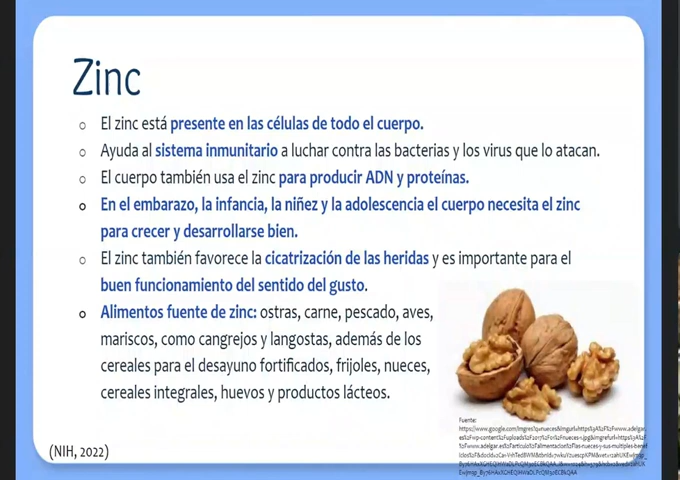 Zinc
○ El zinc está presente en las células de todo el cuerpo.
○ Ayuda al sistema inmunitario a luchar contra las bacterias y los virus que lo atacan.
○ El cuerpo también usa el zinc para producir ADN y proteínas.
○ En el embarazo, la infancia, la niñez y la adolescencia el cuerpo necesita el zinc
para crecer y desarrollarse bien.
○ El zinc también favorece la cicatrización de las heridas y es importante para el
buen funcionamiento del sentido del gusto.
○ Alimentos fuente de zinc: ostras, carne, pescado, aves,
mariscos, como cangrejos y langostas, además de los
cereales para el desayuno fortificados, frijoles, nueces,
cereales integrales, huevos y productos lácteos.
(NIH, 2022)
Fuente: